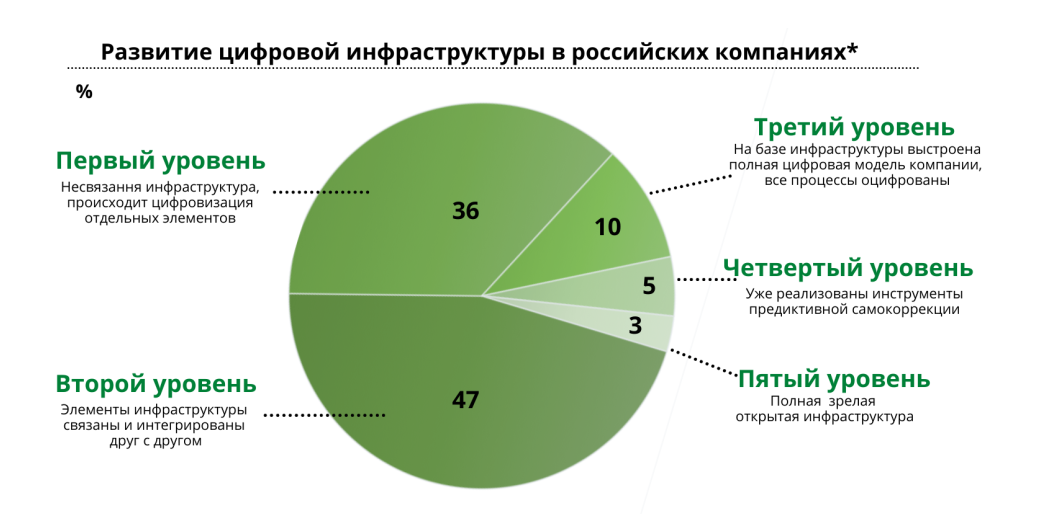 Развитие цифровой инфраструктуры в российских компаниях*
%
Первый уровень
Несвязання инфраструктура,
происходит цифровизация
отдельных элементов
36
Третий уровень
На базе инфраструктуры выстроена
полная цифровая модель компании,
все процессы оцифрованы
10
Четвертый уровень
Уже реализованы инструменты
предиктивной самокоррекции
5
3
Второй уровень
Элементы инфраструктуры
связаны и интегрированы
друг с другом
47
Пятый уровень
Полная зрелая
открытая инфраструктура